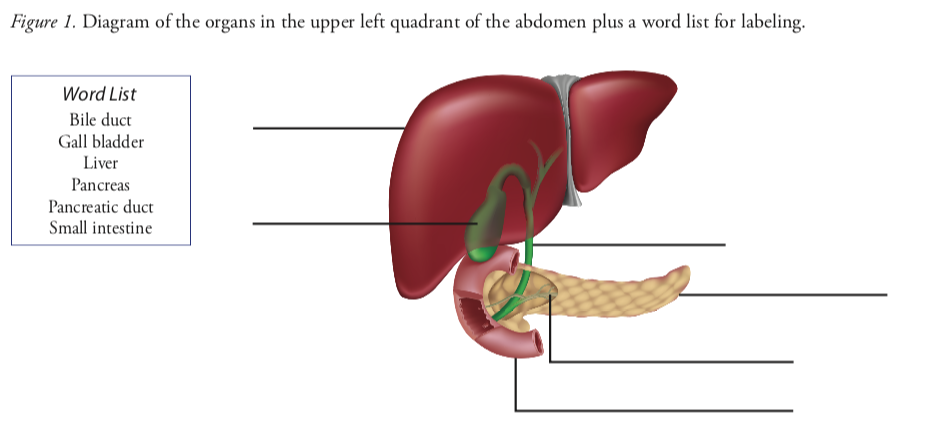 Figure 1. Diagram of the organs in the upper left quadrant of the abdomen plus a word list for labeling.
Word List
Bile duct
Gall bladder
Liver
Pancreas
Pancreatic duct
Small intestine